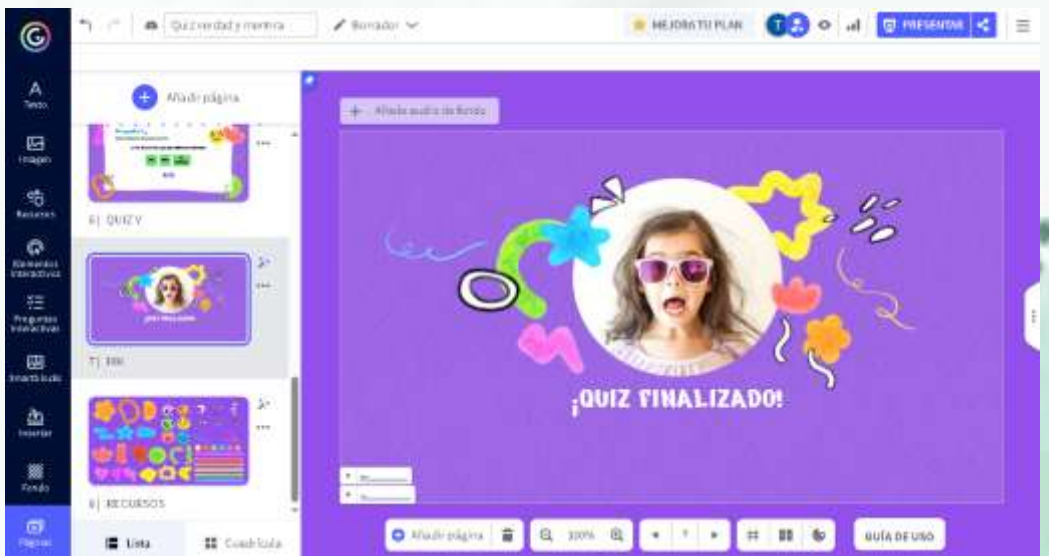 Quiz verdad y mentira
Borrador
MEJORA TU PLAN
PRESENTAR
Texto
Imagen
Recursos
Elementos
interactivos
Preguntas
interactivas
Insertar
Fondo
Páginas
Añadir página
6| QUIZ V
7| FIN
8| RECURSOS
Lista
Cuadrícula
Añade audio de fondo
¡QUIZ FINALIZADO!
Añadir página
100%
7
GUÍA DE USO